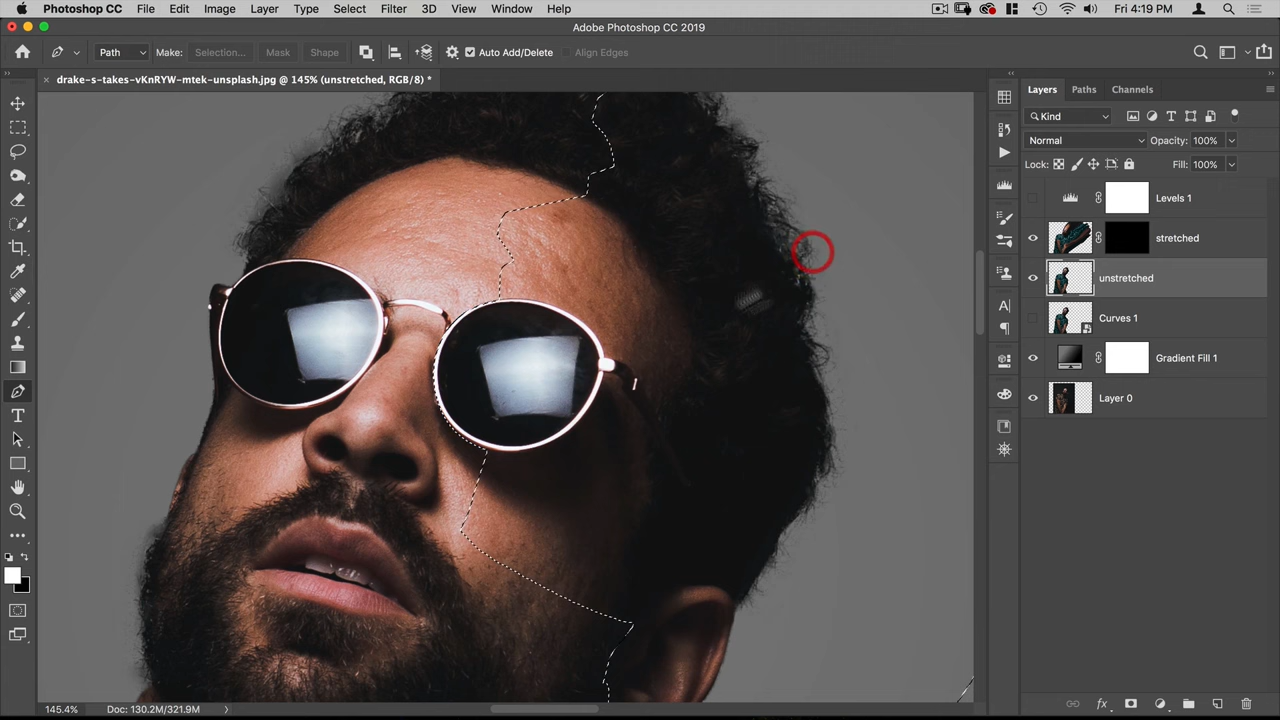 Photoshop CC File Edit Image Layer Type Select Filter 3D View Window Help Fri 4:19 PM
Adobe Photoshop CC 2019
Path Make: Selection... Mask Shape Auto Add/Delete Align Edges
× drake-s-takes-vKnRYW-mtek-unsplash.jpg @ 145% (unstretched, RGB/8) *
Layers Paths Channels
Kind
Normal Opacity: 100%
Lock: Fill: 100%
Levels 1
stretched
unstretched
Curves 1
Gradient Fill 1
Layer 0
145.4% Doc: 130.2M/321.9M